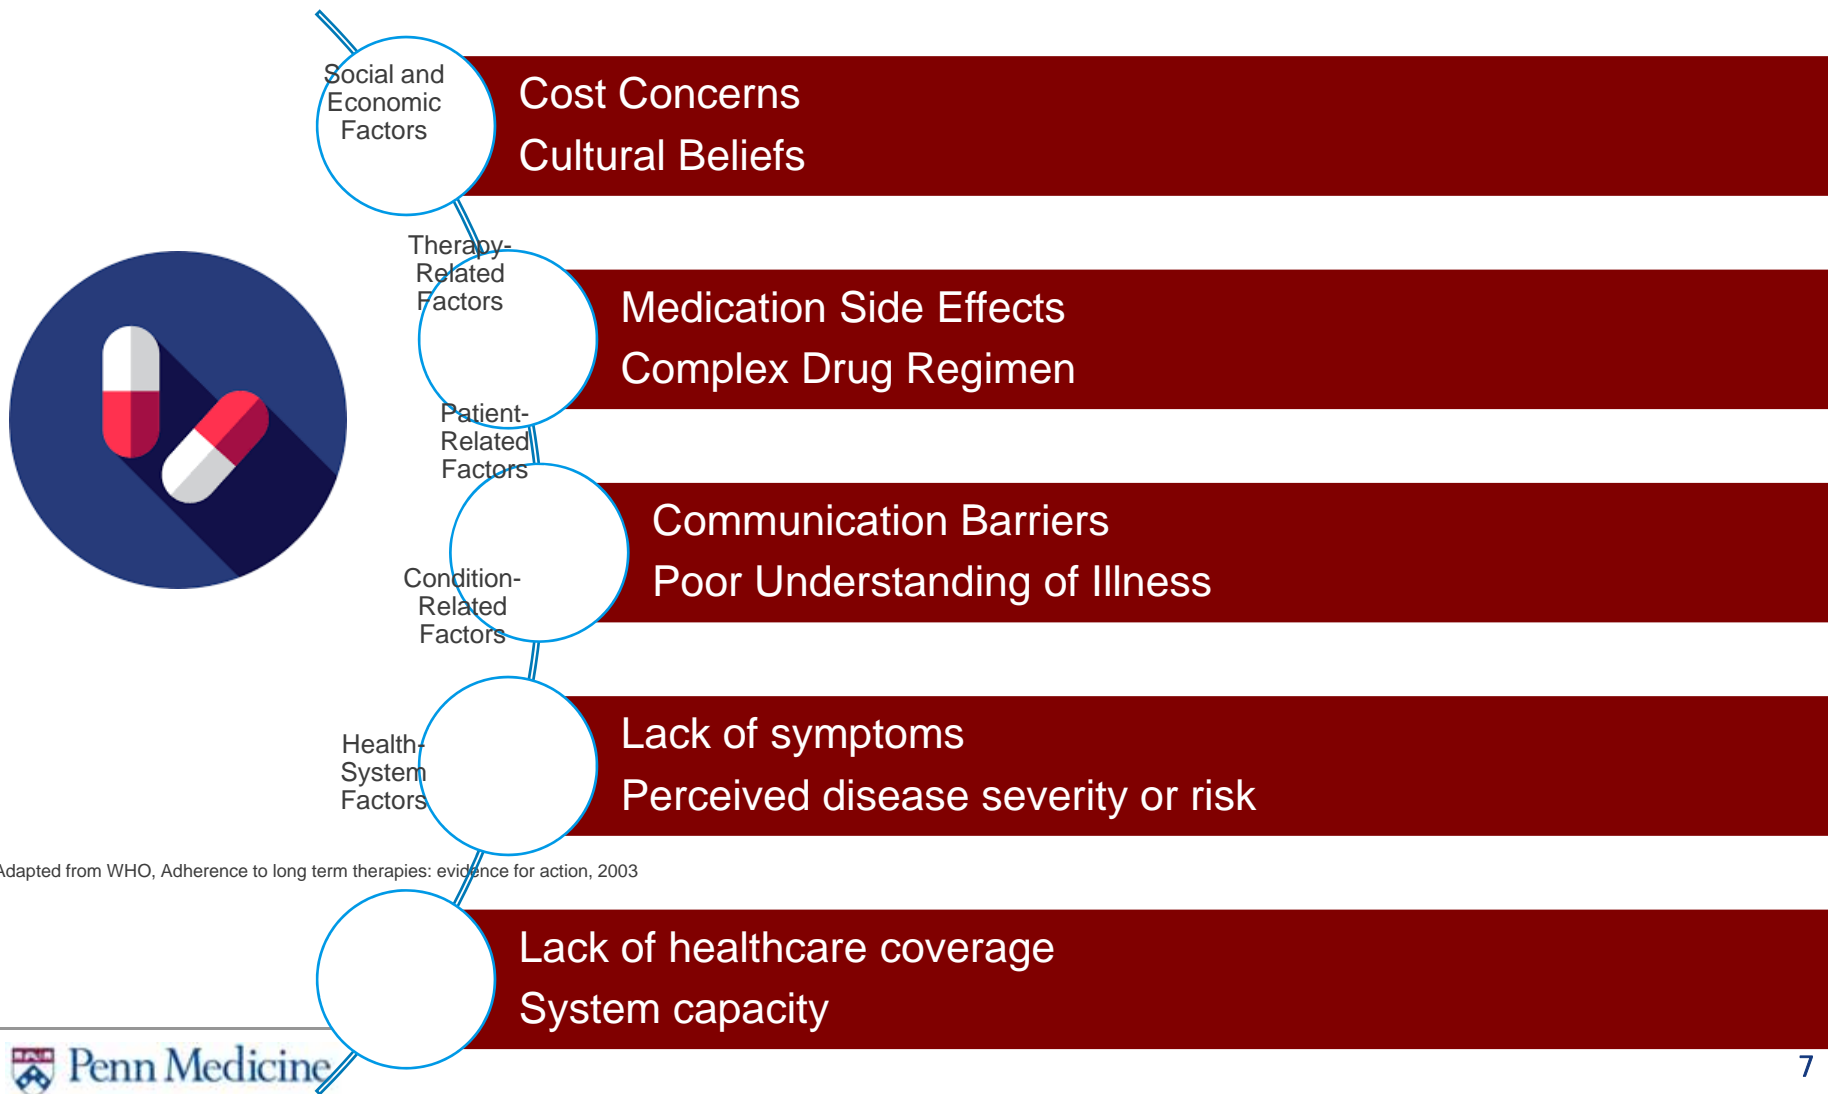 Social and
Economic
Factors
Cost Concerns
Cultural Beliefs
Therapy-
Related
Factors
Medication Side Effects
Complex Drug Regimen
Patient-
Related
Factors
Communication Barriers
Poor Understanding of Illness
Condition-
Related
Factors
Lack of symptoms
Perceived disease severity or risk
Health-
System
Factors
Adapted from WHO, Adherence to long term therapies: evidence for action, 2003
Lack of healthcare coverage
System capacity
Penn Medicine
7